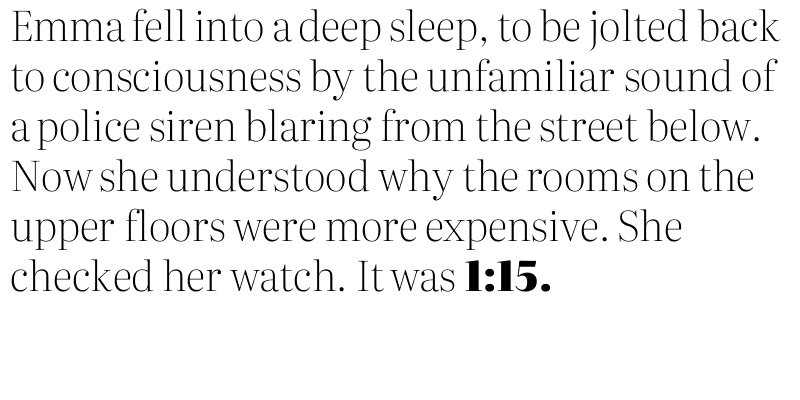 Emma fell into a deep sleep, to be jolted back
to consciousness by the unfamiliar sound of
a police siren blaring from the street below.
Now she understood why the rooms on the
upper floors were more expensive. She
checked her watch. It was 1:15.